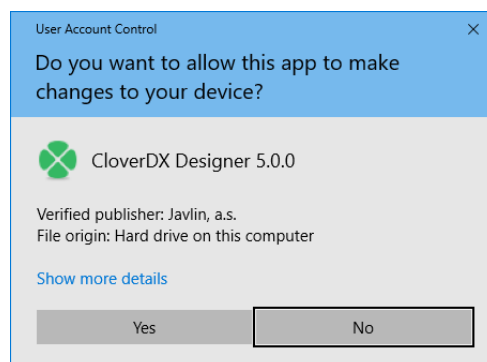 User Account Control
Do you want to allow this app to make
changes to your device?
CloverDX Designer 5.0.0
Verified publisher: Javlin, a.s.
File origin: Hard drive on this computer
Show more details
Yes
No